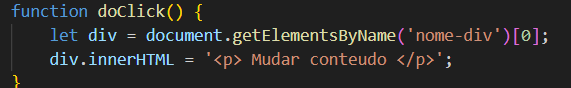 function doClick() {
    let div = document.getElementsByName('nome-div')[0];
    div.innerHTML = '<p> Mudar conteudo </p>';
}